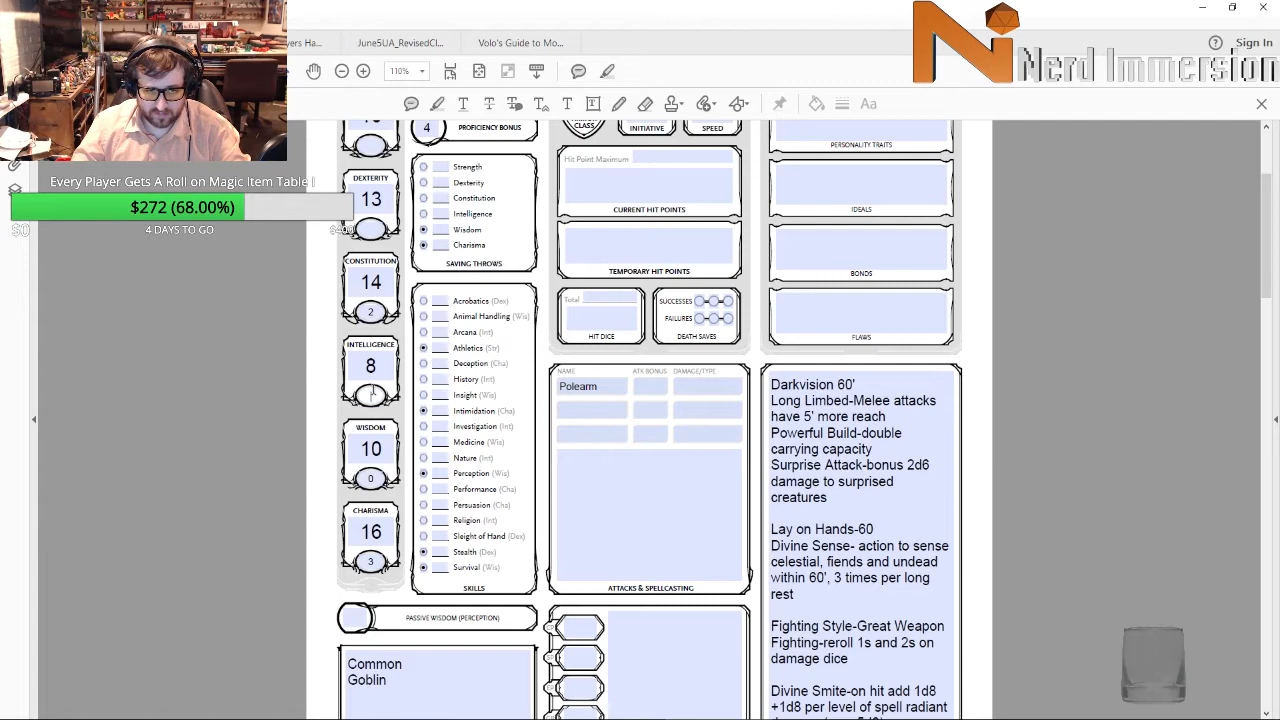 yers Ha...
June5UA_RevisedCl...
Volo's Guide to Mo...
Sign In
110%
Nerd Immersion
Aa
Every Player Gets A Roll on Magic Item Table I
$272 (68.00%)
$0
4 DAYS TO GO
DEXTERITY
13
CONSTITUTION
14
2
INTELLIGENCE
8
WISDOM
10
0
CHARISMA
16
3
4
PROFICIENCY BONUS
Strength
Dexterity
Constitution
Intelligence
Wisdom
Charisma
SAVING THROWS
Acrobatics (Dex)
Animal Handling (Wis)
Arcana (Int)
Athletics (Str)
Deception (Cha)
History (Int)
Insight (Wis)
Intimidation (Cha)
Investigation (Int)
Medicine (Wis)
Nature (Int)
Perception (Wis)
Performance (Cha)
Persuasion (Cha)
Religion (Int)
Sleight of Hand (Dex)
Stealth (Dex)
Survival (Wis)
SKILLS
PASSIVE WISDOM (PERCEPTION)
Common
Goblin
CLASS
INITIATIVE
SPEED
Hit Point Maximum
CURRENT HIT POINTS
TEMPORARY HIT POINTS
Total
HIT DICE
SUCCESSES
FAILURES
DEATH SAVES
NAME ATK BONUS DAMAGE/TYPE
Polearm
ATTACKS & SPELLCASTING
PERSONALITY TRAITS
IDEALS
BONDS
FLAWS
Darkvision 60'
Long Limbed-Melee attacks
have 5' more reach
Powerful Build-double
carrying capacity
Surprise Attack-bonus 2d6
damage to surprised
creatures
Lay on Hands-60
Divine Sense- action to sense
celestial, fiends and undead
within 60', 3 times per long
rest
Fighting Style-Great Weapon
Fighting-reroll 1s and 2s on
damage dice
Divine Smite-on hit add 1d8
+1d8 per level of spell radiant